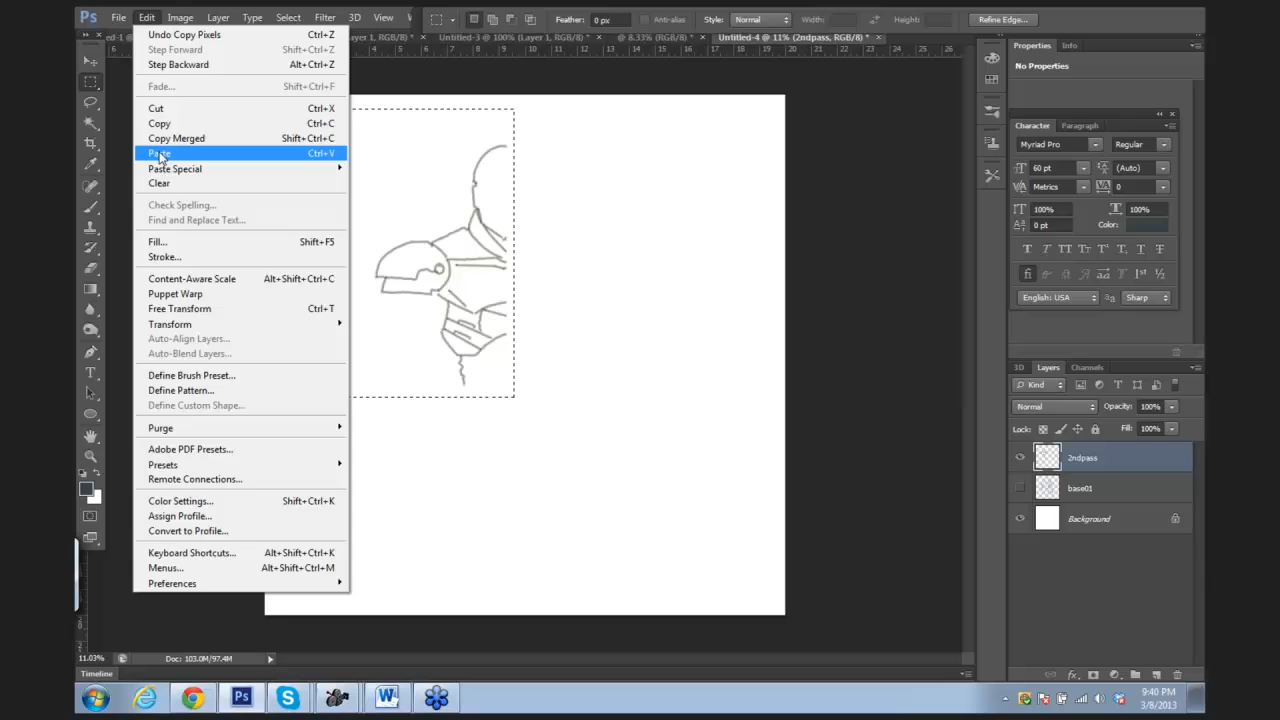 Ps File Edit Image Layer Type Select Filter 3D View
Feather: 0 px Anti-alias Style: Normal Width: Height: Refine Edge...
Untitled-3 @ 100% (Layer 1, RGB/8) * × @ 8.33% (RGB/8) * × Untitled-4 @ 11% (2ndpass, RGB/8) * ×
Undo Copy Pixels Ctrl+Z
Step Forward Shift+Ctrl+Z
Step Backward Alt+Ctrl+Z
Fade... Shift+Ctrl+F
Cut Ctrl+X
Copy Ctrl+C
Copy Merged Shift+Ctrl+C
Paste Ctrl+V
Paste Special
Clear
Check Spelling...
Find and Replace Text...
Fill... Shift+F5
Stroke...
Content-Aware Scale Alt+Shift+Ctrl+C
Puppet Warp
Free Transform Ctrl+T
Transform
Auto-Align Layers...
Auto-Blend Layers...
Define Brush Preset...
Define Pattern...
Define Custom Shape...
Purge
Adobe PDF Presets...
Presets
Remote Connections...
Color Settings... Shift+Ctrl+K
Assign Profile...
Convert to Profile...
Keyboard Shortcuts... Alt+Shift+Ctrl+K
Menus... Alt+Shift+Ctrl+M
Preferences
Properties Info
No Properties
Character Paragraph
Myriad Pro Regular
60 pt (Auto)
Metrics 0
100% 100%
0 pt Color:
English: USA Sharp
3D Layers Channels
Kind
Normal Opacity: 100%
Lock: Fill: 100%
2ndpass
base01
Background
11.03% Doc: 103.0M/97.4M
Timeline
9:40 PM
3/8/2013